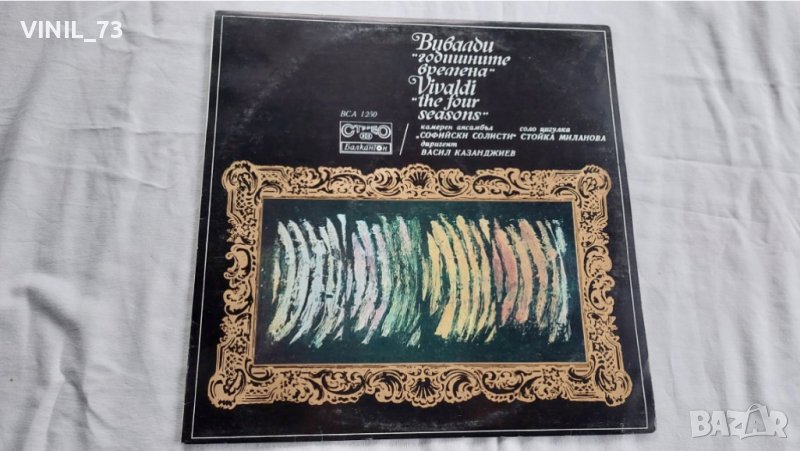 VINIL_73
Вивалди
"годишните
времена"
Vivaldi
"the four
seasons"
ВСА 1250
СТЕРЕО
Балкантон
камерен ансамбъл
„СОФИЙСКИ СОЛИСТИ“
диригент
ВАСИЛ КАЗАНДЖИЕВ
соло цигулка
СТОЙКА МИЛАНОВА
BAZAR